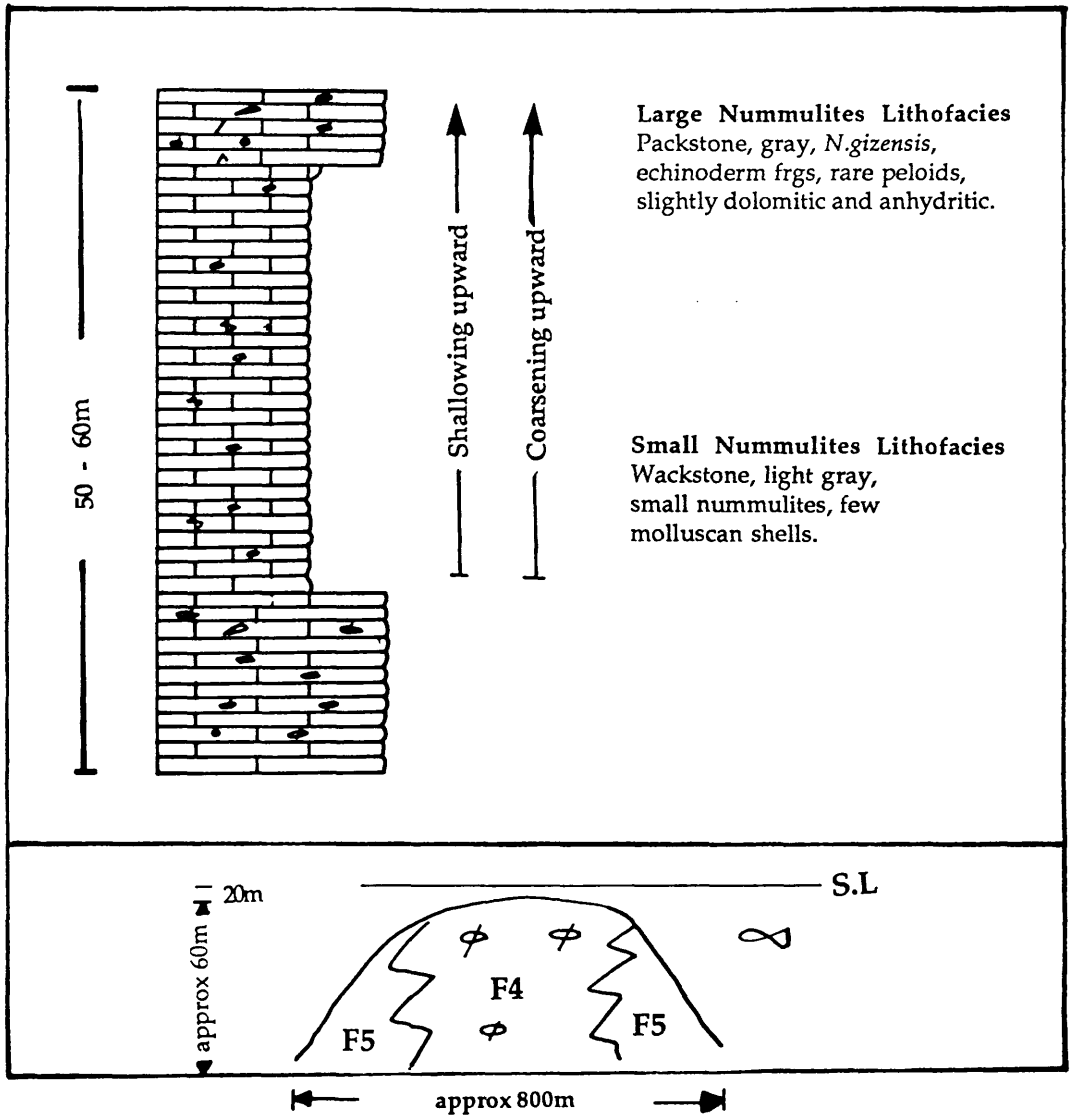 50 - 60m
Shallowing upward
Coarsening upward
Large Nummulites Lithofacies
Packstone, gray, N.gizensis,
echinoderm frgs, rare peloids,
slightly dolomitic and anhydritic.
Small Nummulites Lithofacies
Wackstone, light gray,
small nummulites, few
molluscan shells.
20m
S.L
approx 60m
F4
F5
F5
approx 800m